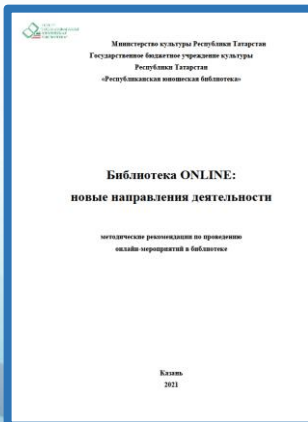 Министерство культуры Республики Татарстан
Государственное бюджетное учреждение культуры
Республики Татарстан
«Республиканская юношеская библиотека»
Библиотека ONLINE:
новые направления деятельности
методические рекомендации по проведению
онлайн-мероприятий в библиотеке
Казань
2021